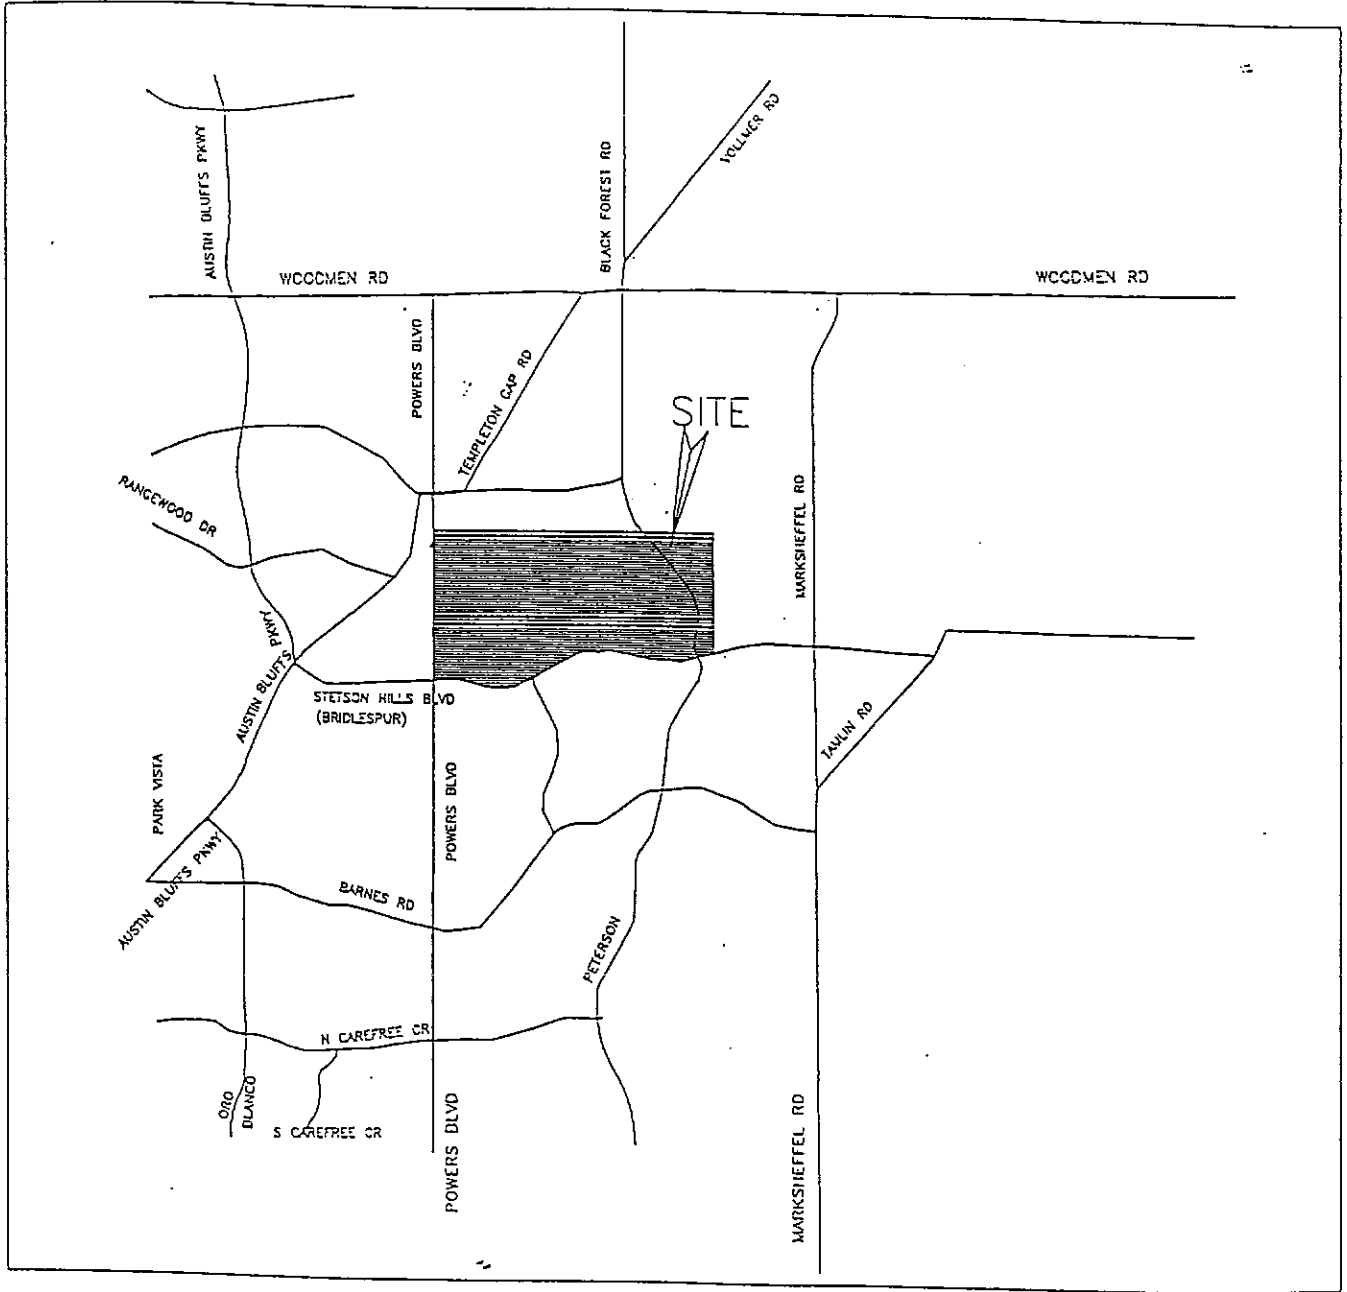 AUSTIN BLUFFS PKWY
BLACK FOREST RD
VOLLMER RD
WOODMEN RD
WOODMEN RD
POWERS BLVD
TEMPLETON GAP RD
SITE
RANGEWOOD DR
MARKSHEFFEL RD
AUSTIN BLUFFS PKWY
STETSON HILLS BLVD
(BRIDLESPUR)
TAMLIN RD
PARK VISTA
POWERS BLVD
AUSTIN BLUFFS PKWY
BARNES RD
PETERSON
N CAREFREE CR
ORO
BLANCO
S CAREFREE CR
POWERS BLVD
MARKSHEFFEL RD